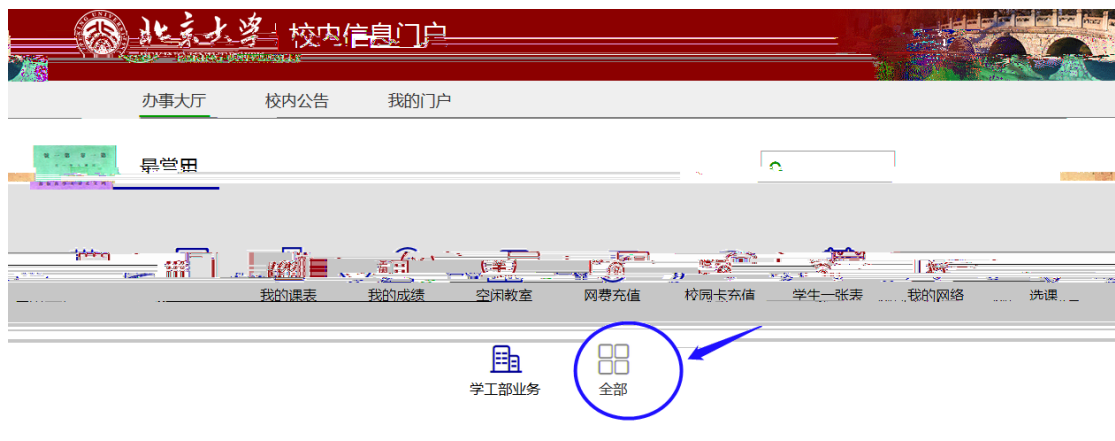 北京大学 校内信息门户
办事大厅 校内公告 我的门户
最常用
我的课表 我的成绩 空闲教室 网费充值 校园卡充值 学生一张表 我的网络 选课
学工部业务 全部